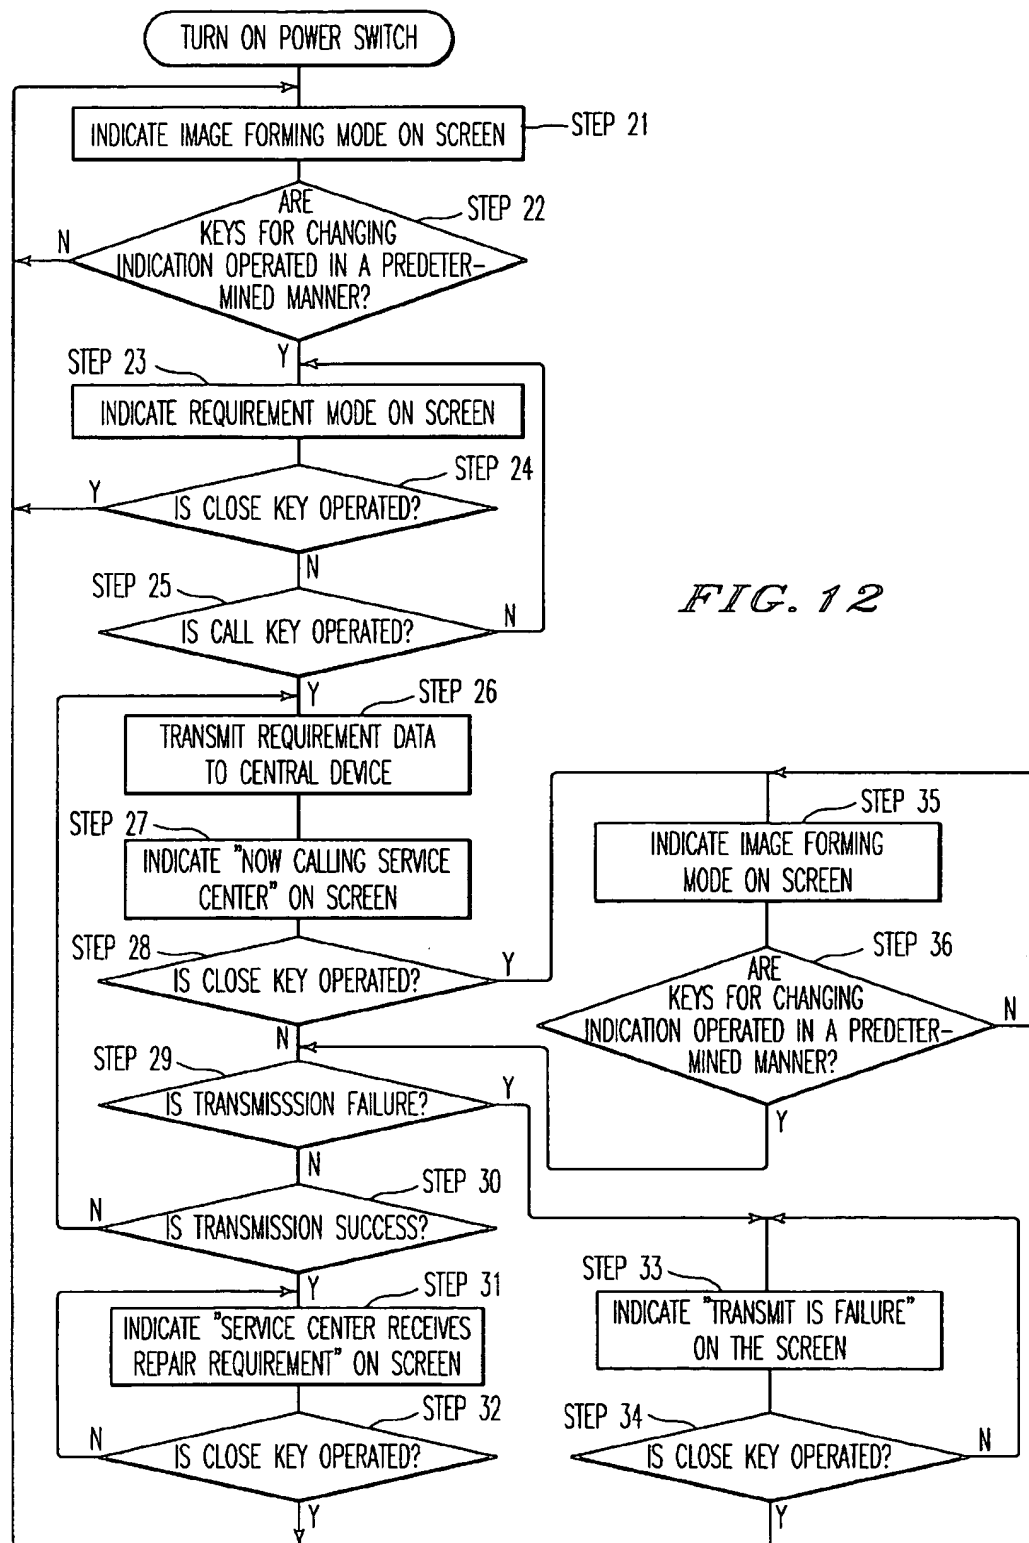 TURN ON POWER SWITCH
INDICATE IMAGE FORMING MODE ON SCREEN
STEP 21
ARE
KEYS FOR CHANGING
INDICATION OPERATED IN A PREDETER-
MINED MANNER?
STEP 22
N
Y
STEP 23
INDICATE REQUIREMENT MODE ON SCREEN
STEP 24
IS CLOSE KEY OPERATED?
Y
N
STEP 25
IS CALL KEY OPERATED?
N
Y
FIG. 12
STEP 26
TRANSMIT REQUIREMENT DATA
TO CENTRAL DEVICE
STEP 27
INDICATE "NOW CALLING SERVICE
CENTER" ON SCREEN
STEP 28
IS CLOSE KEY OPERATED?
Y
N
STEP 35
INDICATE IMAGE FORMING
MODE ON SCREEN
STEP 36
ARE
KEYS FOR CHANGING
INDICATION OPERATED IN A PREDETER-
MINED MANNER?
N
Y
STEP 29
IS TRANSMISSSION FAILURE?
Y
N
STEP 30
IS TRANSMISSION SUCCESS?
N
Y
STEP 31
INDICATE "SERVICE CENTER RECEIVES
REPAIR REQUIREMENT" ON SCREEN
STEP 32
IS CLOSE KEY OPERATED?
N
Y
STEP 33
INDICATE "TRANSMIT IS FAILURE"
ON THE SCREEN
STEP 34
IS CLOSE KEY OPERATED?
N
Y